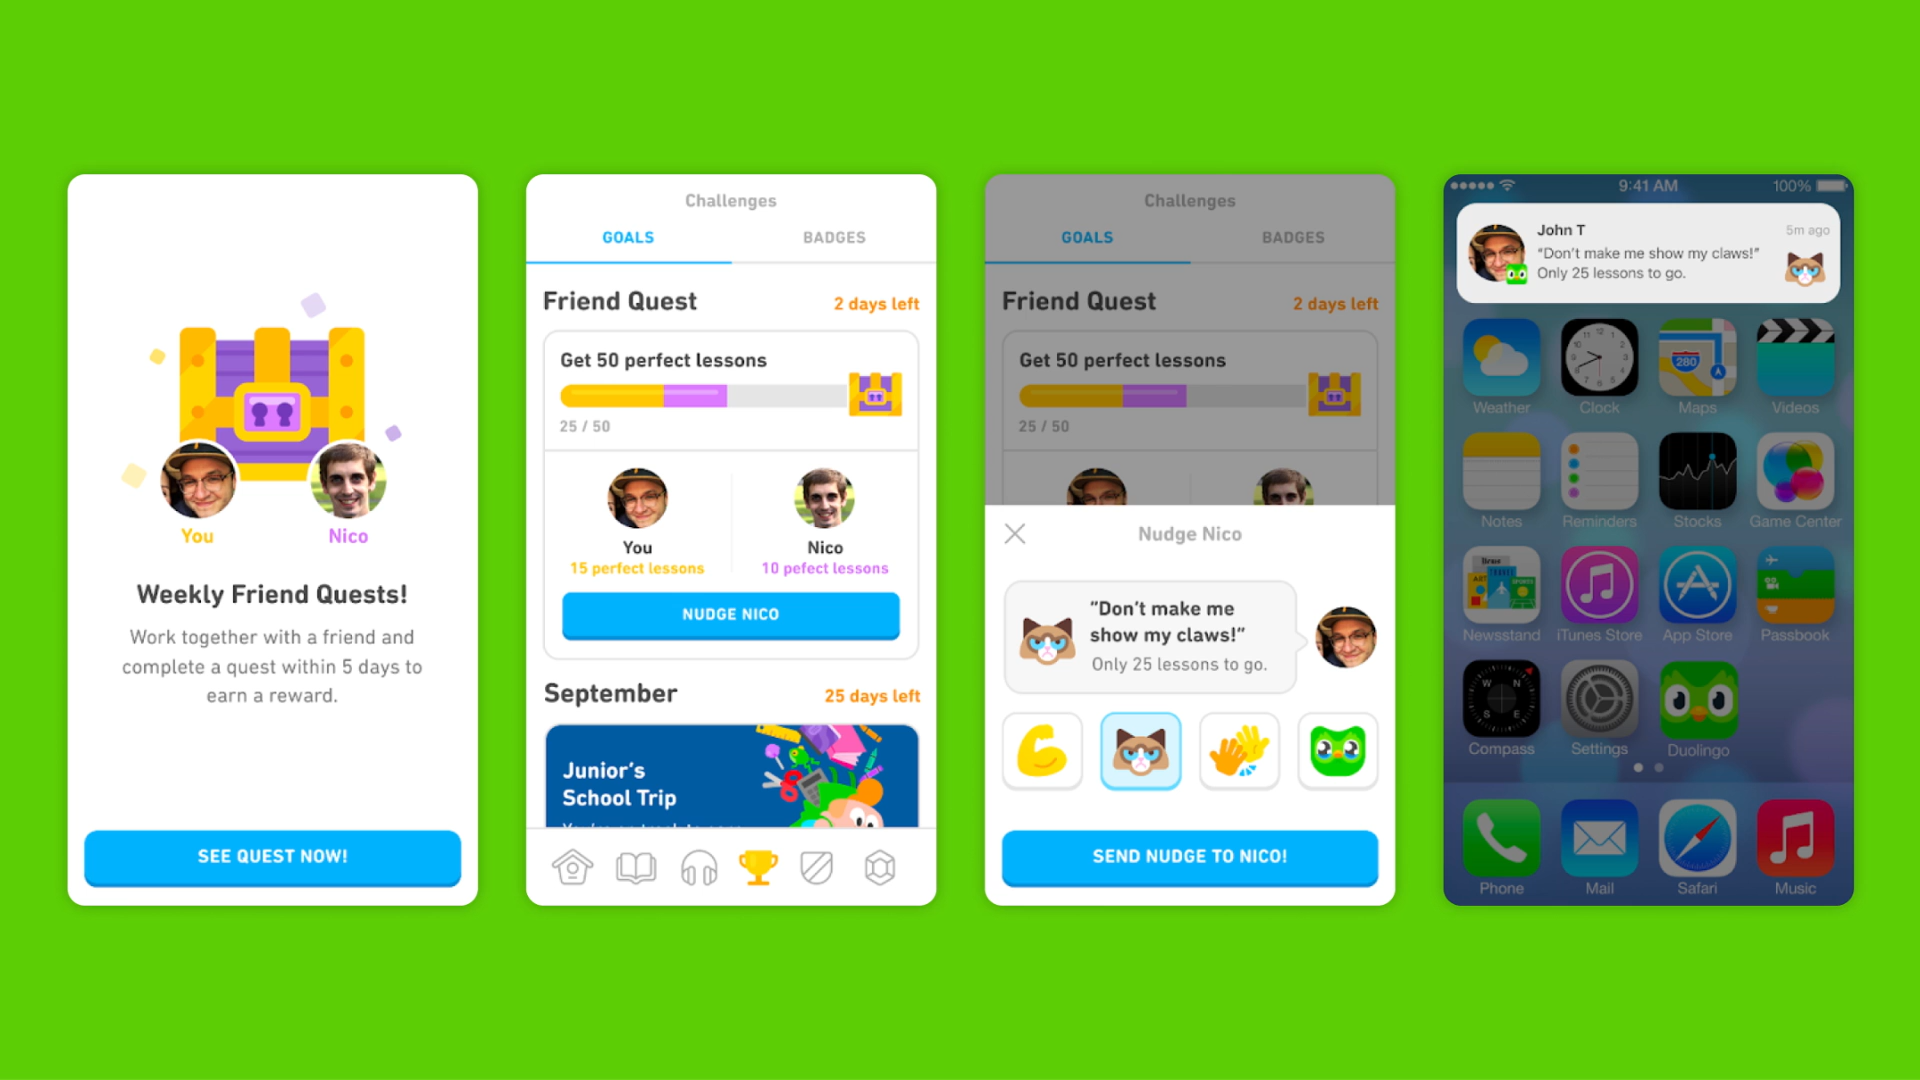 You
Nico
Weekly Friend Quests!
Work together with a friend and
complete a quest within 5 days to
earn a reward.
SEE QUEST NOW!
Challenges
GOALS
BADGES
Friend Quest
2 days left
Get 50 perfect lessons
25 / 50
You
Nico
15 perfect lessons
10 pefect lessons
NUDGE NICO
September
25 days left
Junior's
School Trip
Challenges
GOALS
BADGES
Friend Quest
2 days left
Get 50 perfect lessons
25 / 50
Nudge Nico
"Don't make me
show my claws!"
Only 25 lessons to go.
SEND NUDGE TO NICO!
9:41 AM
100%
John T
5m ago
"Don't make me show my claws!"
Only 25 lessons to go.
280
Weather
Clock
Maps
Videos
Notes
Reminders
Stocks
Game Center
Newsstand
iTunes Store
App Store
Passbook
W N
S E
Compass
Settings
Duolingo
Phone
Mail
Safari
Music